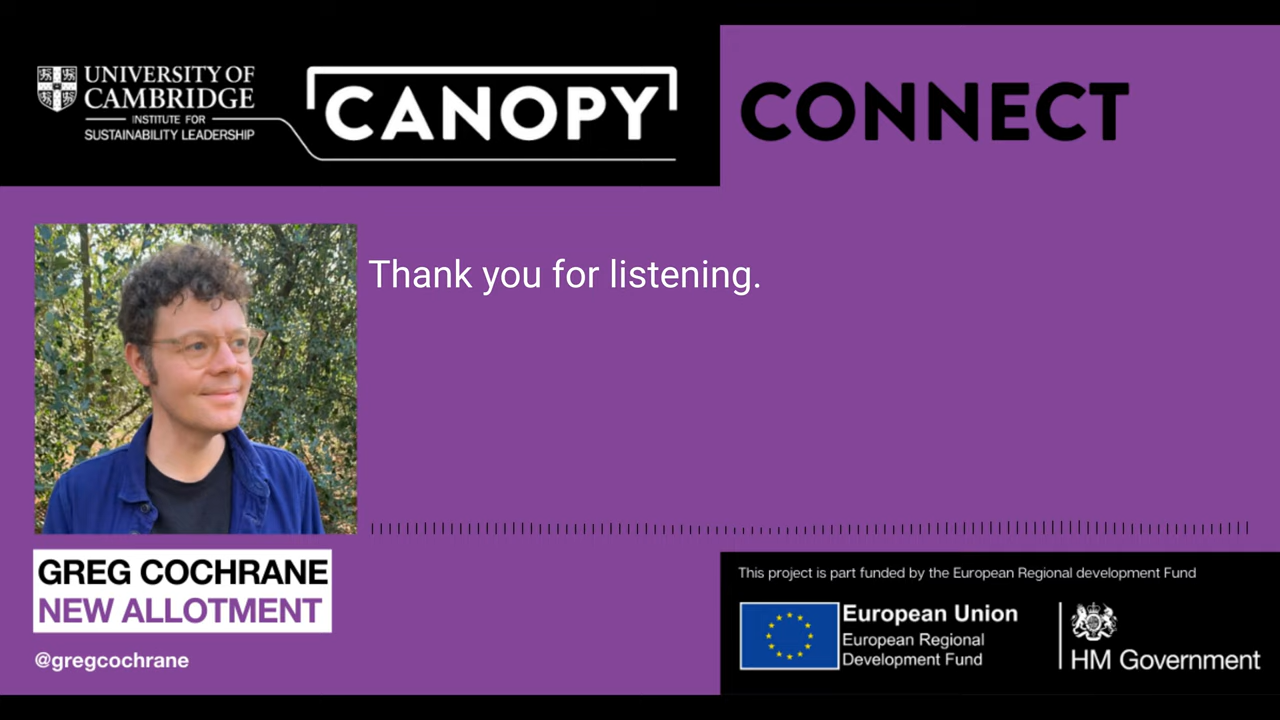 UNIVERSITY OF
CAMBRIDGE
INSTITUTE FOR
SUSTAINABILITY LEADERSHIP
CANOPY
CONNECT
Thank you for listening.
GREG COCHRANE
NEW ALLOTMENT
@gregcochrane
This project is part funded by the European Regional development Fund
European Union
European Regional
Development Fund
HM Government